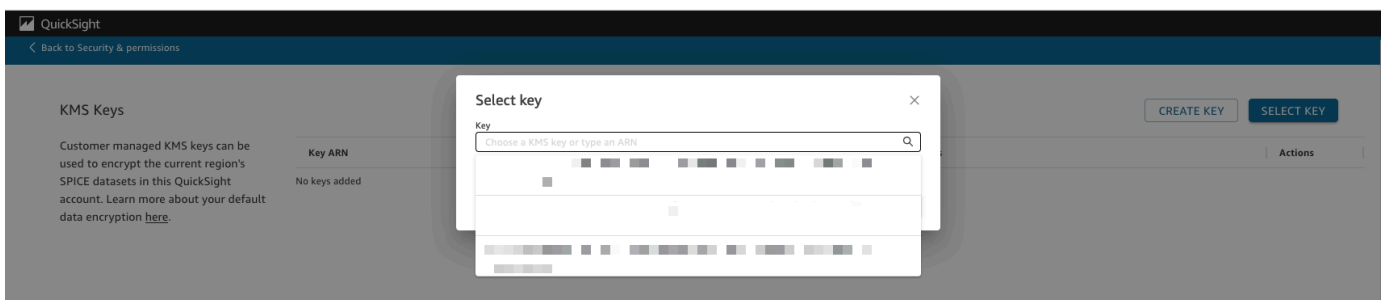 QuickSight
Back to Security & permissions
KMS Keys
Customer managed KMS keys can be
used to encrypt the current region's
SPICE datasets in this QuickSight
account. Learn more about your default
data encryption here.
CREATE KEY
SELECT KEY
Key ARN
Actions
No keys added
Select key
Key
Choose a KMS key or type an ARN